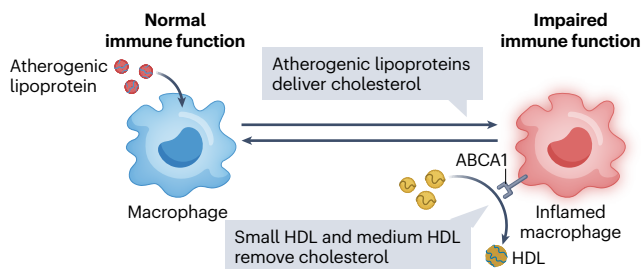 Normal
immune function
Impaired
immune function
Atherogenic
lipoprotein
Atherogenic lipoproteins
deliver cholesterol
ABCA1
Macrophage
Inflamed
macrophage
Small HDL and medium HDL
remove cholesterol
HDL